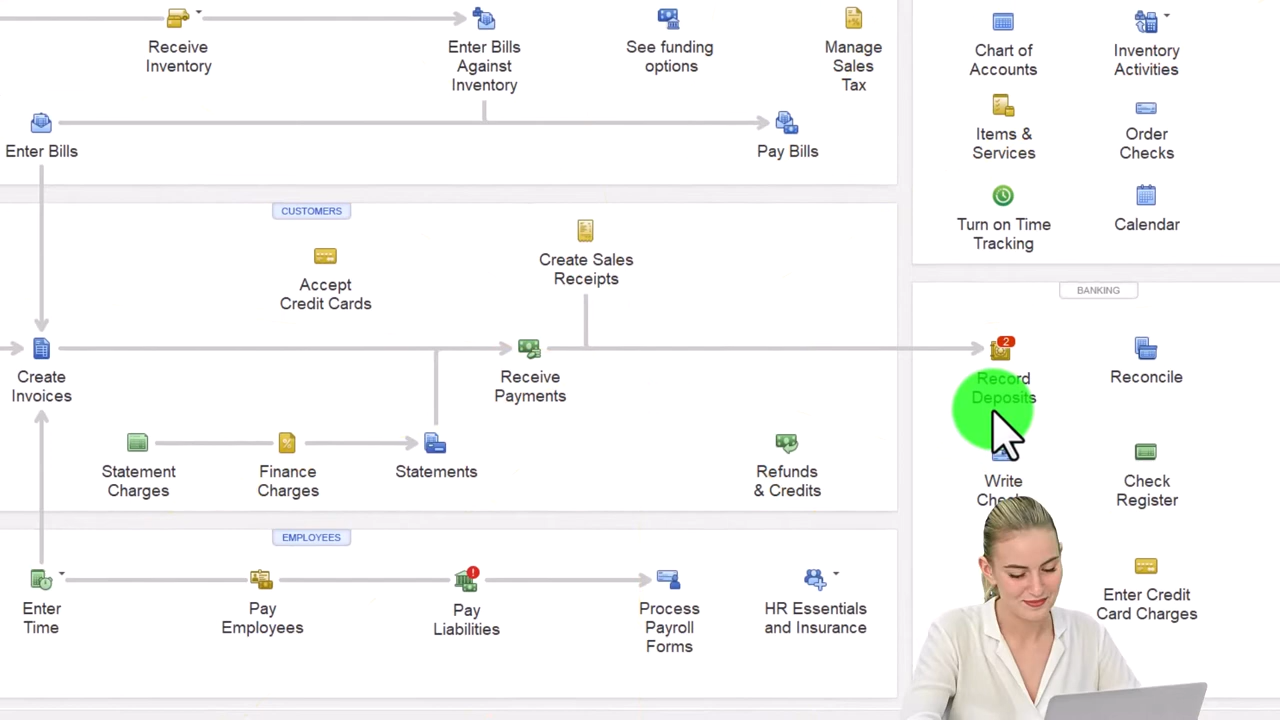 Receive
Inventory
Enter Bills
Against
Inventory
See funding
options
Manage
Sales
Tax
Enter Bills
Pay Bills
Chart of
Accounts
Inventory
Activities
Items &
Services
Order
Checks
Turn on Time
Tracking
Calendar
CUSTOMERS
Accept
Credit Cards
Create Sales
Receipts
Create
Invoices
Receive
Payments
Statement
Charges
Finance
Charges
Statements
Refunds
& Credits
BANKING
2
Record
Deposits
Reconcile
Write
Check
Register
Enter Credit
Card Charges
EMPLOYEES
Enter
Time
Pay
Employees
Pay
Liabilities
Process
Payroll
Forms
HR Essentials
and Insurance